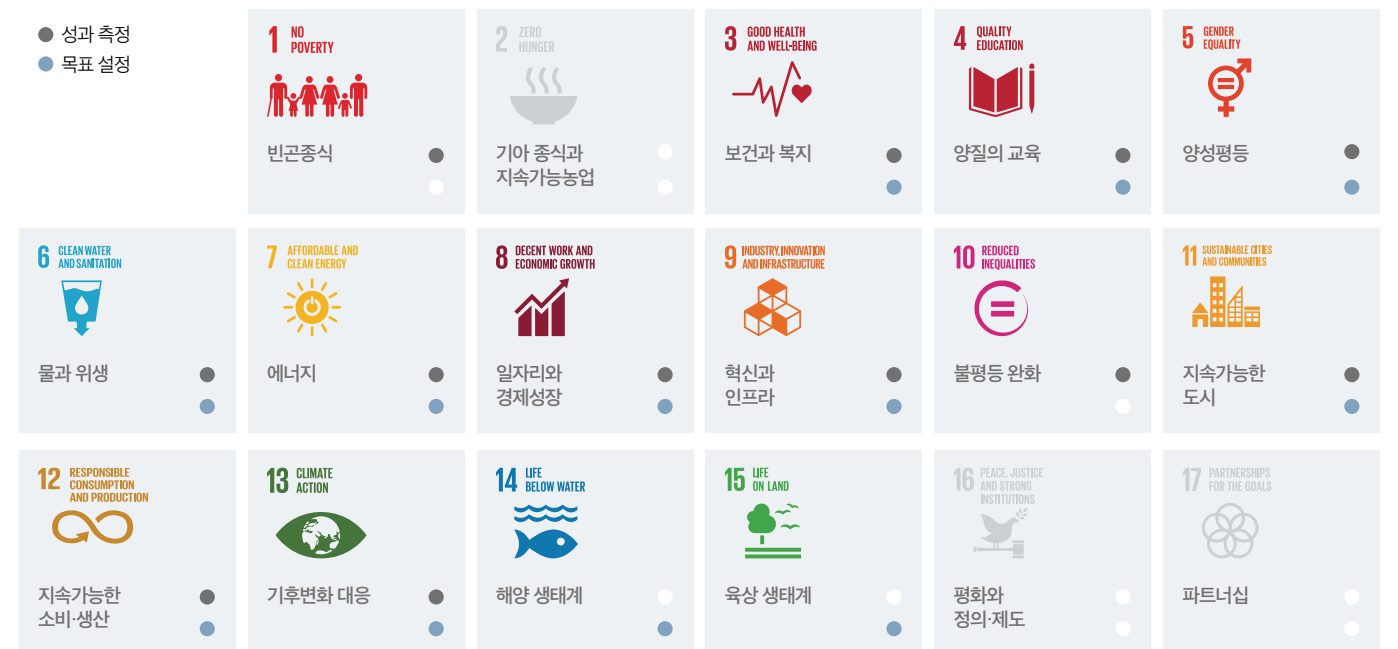 성과 측정
목표 설정
1 NO
POVERTY
빈곤종식
2 ZERO
HUNGER
기아 종식과
지속가능농업
3 GOOD HEALTH
AND WELL-BEING
보건과 복지
4 QUALITY
EDUCATION
양질의 교육
5 GENDER
EQUALITY
양성평등
6 CLEAN WATER
AND SANITATION
물과 위생
7 AFFORDABLE AND
CLEAN ENERGY
에너지
8 DECENT WORK AND
ECONOMIC GROWTH
일자리와
경제성장
9 INDUSTRY, INNOVATION
AND INFRASTRUCTURE
혁신과
인프라
10 REDUCED
INEQUALITIES
불평등 완화
11 SUSTAINABLE CITIES
AND COMMUNITIES
지속가능한
도시
12 RESPONSIBLE
CONSUMPTION
AND PRODUCTION
지속가능한
소비·생산
13 CLIMATE
ACTION
기후변화 대응
14 LIFE
BELOW WATER
해양 생태계
15 LIFE
ON LAND
육상 생태계
16 PEACE, JUSTICE
AND STRONG
INSTITUTIONS
평화와
정의·제도
17 PARTNERSHIPS
FOR THE GOALS
파트너십